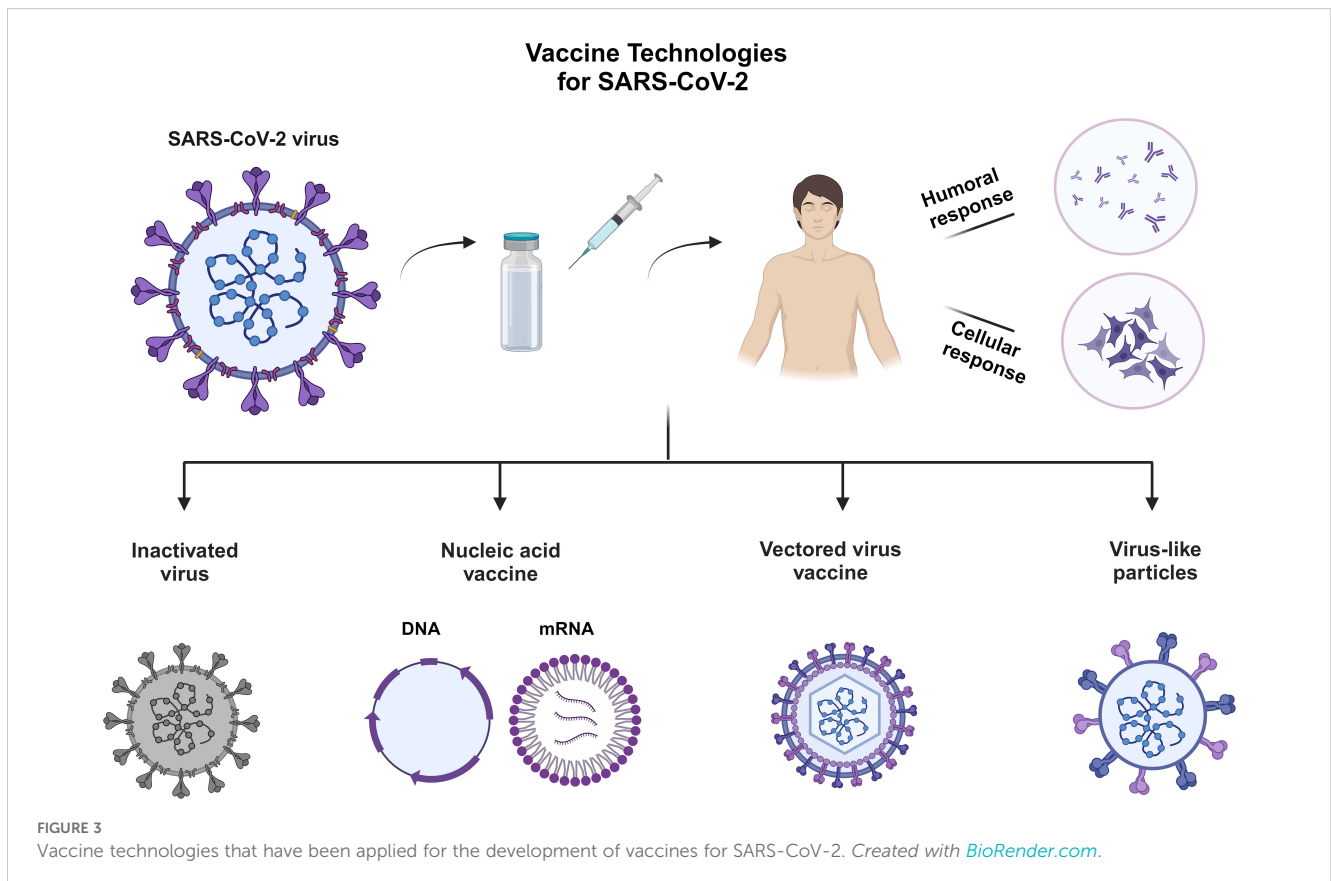 Vaccine Technologies
for SARS-CoV-2
SARS-CoV-2 virus
Humoral
response
Cellular
response
Inactivated
virus
Nucleic acid
vaccine
Vectored virus
vaccine
Virus-like
particles
DNA
mRNA
FIGURE 3
Vaccine technologies that have been applied for the development of vaccines for SARS-CoV-2. Created with BioRender.com.